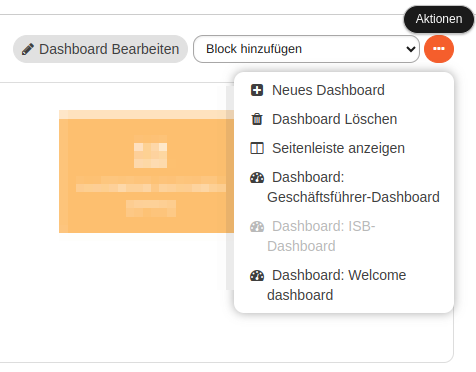 Aktionen
Dashboard Bearbeiten
Block hinzufügen
Neues Dashboard
Dashboard Löschen
Seitenleiste anzeigen
Dashboard:
Geschäftsführer-Dashboard
Dashboard: ISB-
Dashboard
Dashboard: Welcome
dashboard